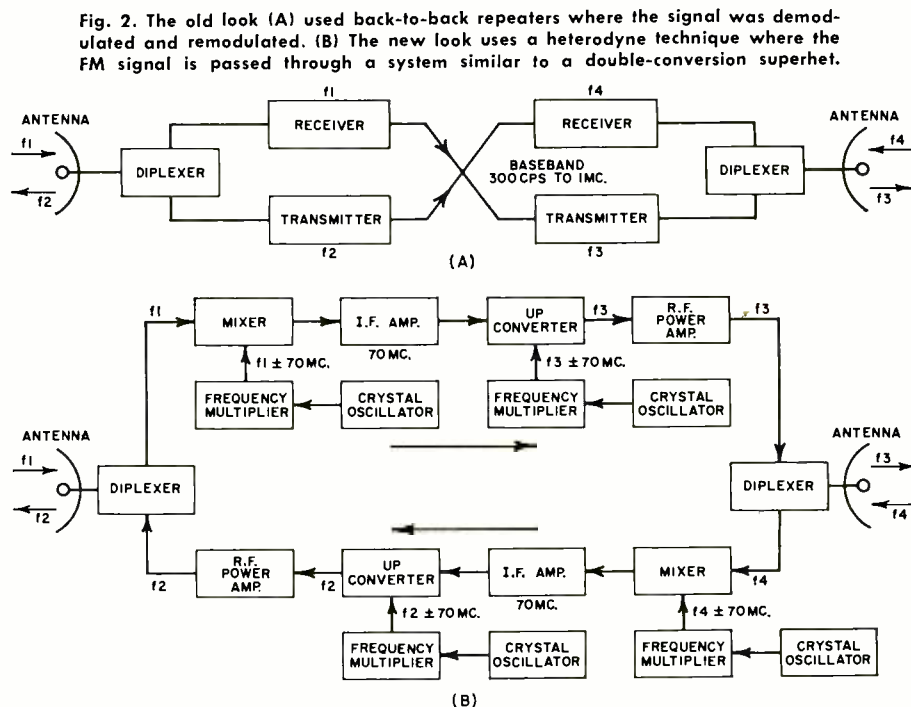 Fig. 2. The old look (A) used back-to-back repeaters where the signal was demod-
ulated and remodulated. (B) The new look uses a heterodyne technique where the
FM signal is passed through a system similar to a double-conversion superhet.
f1
f4
ANTENNA
RECEIVER
RECEIVER
ANTENNA
f1
f4
DIPLEXER
BASEBAND
300CPS TO 1MC.
DIPLEXER
f2
f3
TRANSMITTER
TRANSMITTER
f2
f3
(A)
f1
MIXER
I.F. AMP.
UP
CONVERTER
f3
R.F.
POWER
AMP.
f3
70MC.
f1 ± 70MC.
f3 ± 70MC.
FREQUENCY
MULTIPLIER
CRYSTAL
OSCILLATOR
FREQUENCY
MULTIPLIER
CRYSTAL
OSCILLATOR
ANTENNA
ANTENNA
f1
f3
DIPLEXER
DIPLEXER
f2
f4
f2
R.F.
POWER
AMP.
f2
UP
CONVERTER
I.F. AMP.
MIXER
f4
70MC.
f2 ± 70MC.
f4 ± 70MC.
FREQUENCY
MULTIPLIER
CRYSTAL
OSCILLATOR
FREQUENCY
MULTIPLIER
CRYSTAL
OSCILLATOR
(B)